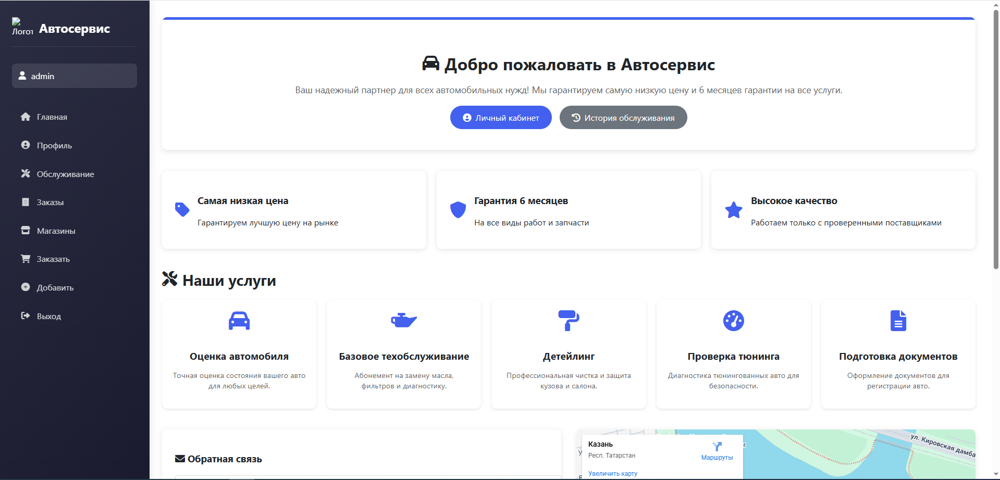 Логот
Автосервис
admin
Главная
Профиль
Обслуживание
Заказы
Магазины
Заказать
Добавить
Выход
Добро пожаловать в Автосервис
Ваш надежный партнер для всех автомобильных нужд! Мы гарантируем самую низкую цену и 6 месяцев гарантии на все услуги.
Личный кабинет
История обслуживания
Самая низкая цена
Гарантируем лучшую цену на рынке
Гарантия 6 месяцев
На все виды работ и запчасти
Высокое качество
Работаем только с проверенными поставщиками
Наши услуги
Оценка автомобиля
Точная оценка состояния вашего авто
для любых целей.
Базовое техобслуживание
Абонемент на замену масла,
фильтров и диагностику.
Детейлинг
Профессиональная чистка и защита
кузова и салона.
Проверка тюнинга
Диагностика тюнингованных авто для
безопасности.
Подготовка документов
Оформление документов для
регистрации авто.
Обратная связь
Казань
Респ. Татарстан
Маршруты
Увеличить карту
ул. Кировская дамба